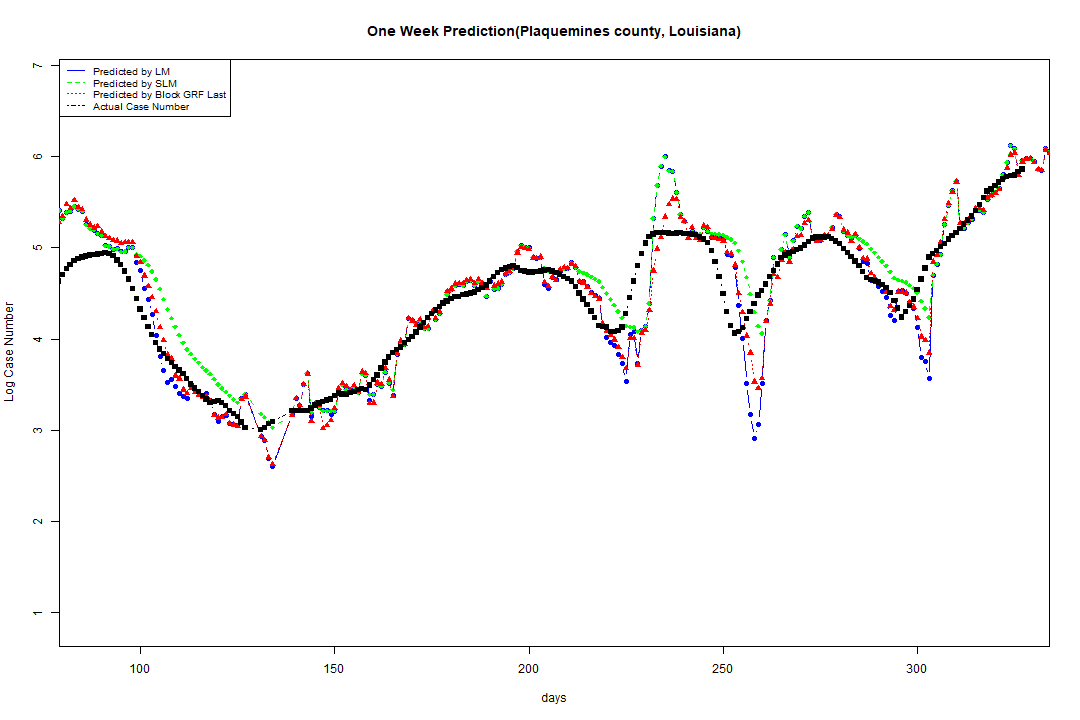 One Week Prediction(Plaquemines county, Louisiana)
Predicted by LM
Predicted by SLM
Predicted by Block GRF Last
Actual Case Number
7
6
5
4
3
2
1
Log Case Number
100 150 200 250 300
days